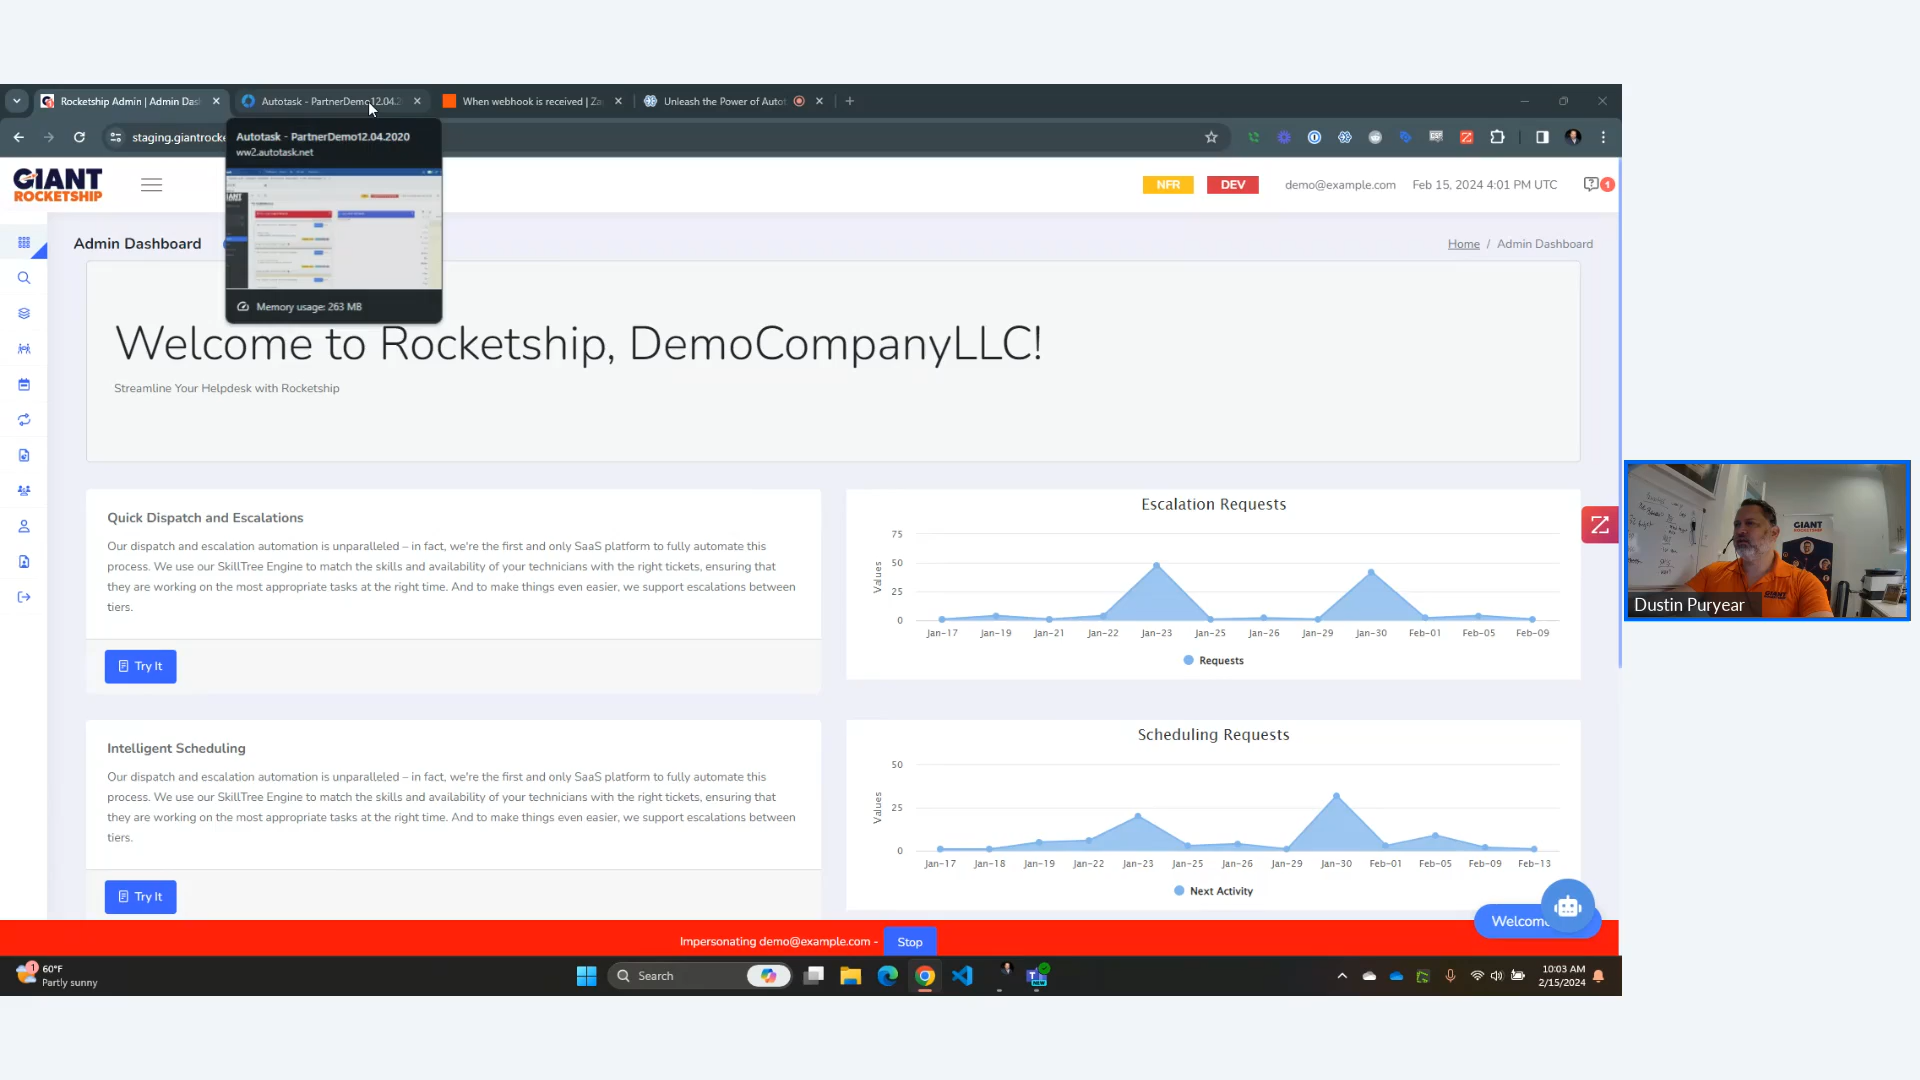 Rocketship Admin | Admin Das
Autotask - PartnerDemo12.04.2
When webhook is received | Za
Unleash the Power of Autot
staging.giantrocke
Autotask - PartnerDemo12.04.2020
ww2.autotask.net
Memory usage: 263 MB
GIANT
ROCKETSHIP
NFR
DEV
demo@example.com
Feb 15, 2024 4:01 PM UTC
1
Admin Dashboard
Home / Admin Dashboard
Welcome to Rocketship, DemoCompanyLLC!
Streamline Your Helpdesk with Rocketship
Quick Dispatch and Escalations
Our dispatch and escalation automation is unparalleled – in fact, we're the first and only SaaS platform to fully automate this
process. We use our SkillTree Engine to match the skills and availability of your technicians with the right tickets, ensuring that
they are working on the most appropriate tasks at the right time. And to make things even easier, we support escalations between
tiers.
Try It
Escalation Requests
Values
75
50
25
0
Jan-17 Jan-19 Jan-21 Jan-22 Jan-23 Jan-25 Jan-26 Jan-29 Jan-30 Feb-01 Feb-05 Feb-09
Requests
Intelligent Scheduling
Our dispatch and escalation automation is unparalleled – in fact, we're the first and only SaaS platform to fully automate this
process. We use our SkillTree Engine to match the skills and availability of your technicians with the right tickets, ensuring that
they are working on the most appropriate tasks at the right time. And to make things even easier, we support escalations between
tiers.
Try It
Scheduling Requests
Values
50
25
0
Jan-17 Jan-18 Jan-19 Jan-22 Jan-23 Jan-25 Jan-26 Jan-29 Jan-30 Feb-01 Feb-05 Feb-09 Feb-13
Next Activity
Welcome
Impersonating demo@example.com - Stop
1
60°F
Partly sunny
Search
10:03 AM
2/15/2024
GIANT
ROCKETSHIP
Dustin Puryear